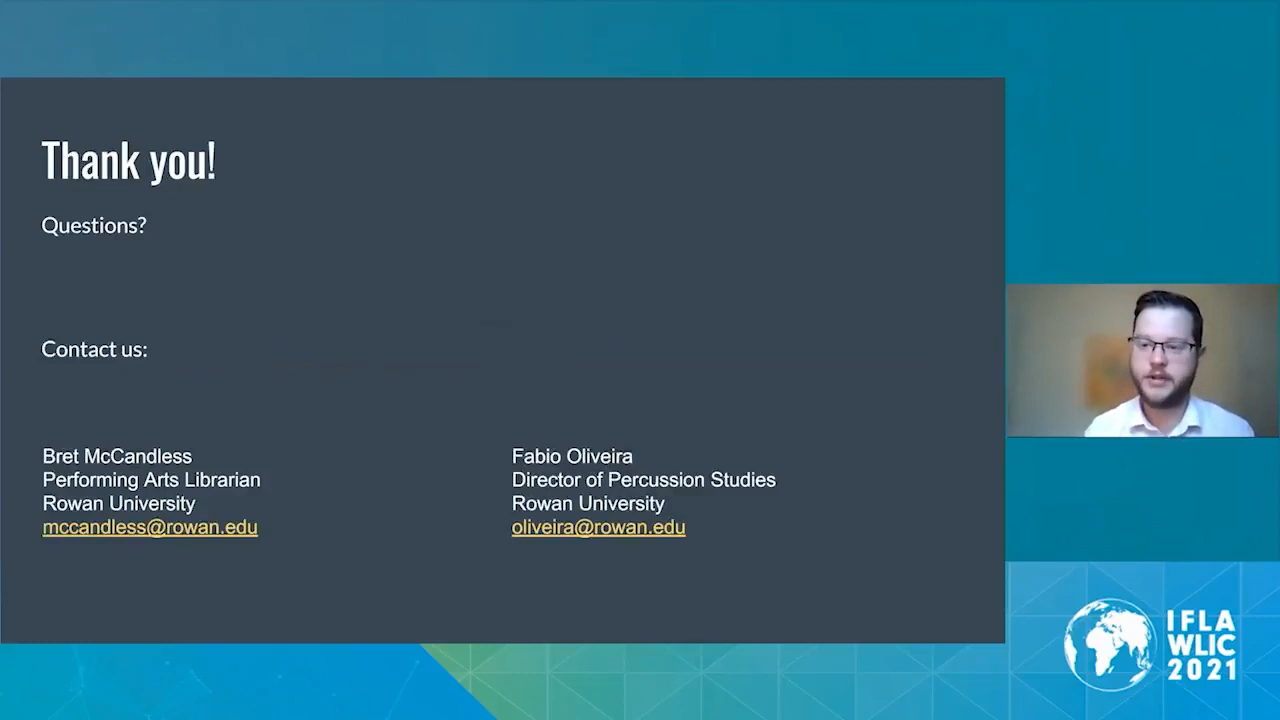 Thank you!
Questions?
Contact us:
Bret McCandless
Performing Arts Librarian
Rowan University
mccandless@rowan.edu
Fabio Oliveira
Director of Percussion Studies
Rowan University
oliveira@rowan.edu
IFLA
WLIC
2021